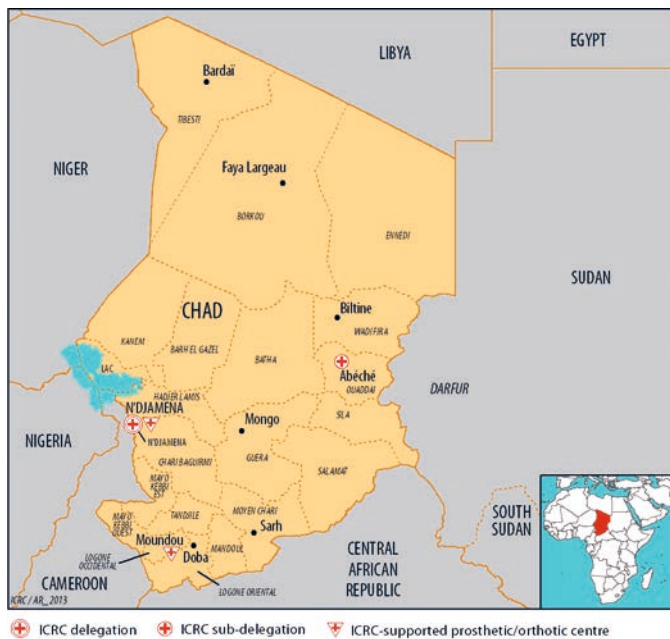 EGYPT
LIBYA
Bardaï
TIBESTI
NIGER
Faya Largeau
BORKOU
ENNEDI
SUDAN
CHAD
Biltine
WADI FIRA
KANEM
BARH EL GAZEL
BATHA
LAC
Abéché
OUADDAÏ
DARFUR
HADJER LAMIS
N'DJAMENA
SILA
Mongo
NIGERIA
N'DJAMENA
CHARI BAGUIRMI
GUERA
SALAMAT
MAYO
KEBBI
EST
MAYO
KEBBI
OUEST
TANDJILE
MOYEN CHARI
SOUTH
SUDAN
Sarh
Moundou
MANDOUL
Doba
LOGONE
OCCIDENTAL
CENTRAL
AFRICAN
REPUBLIC
CAMEROON
LOGONE ORIENTAL
ICRC / AR_2013
ICRC delegation
ICRC sub-delegation
ICRC-supported prosthetic/orthotic centre